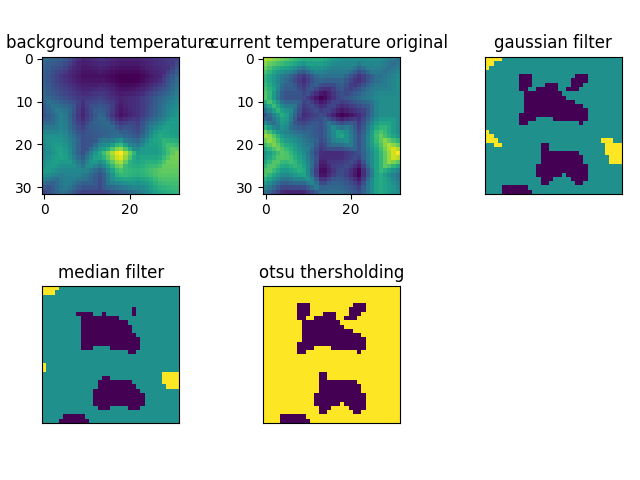 background temperature
current temperature original
gaussian filter
0
10
20
30
0
20
0
10
20
30
0
20
median filter
otsu thersholding